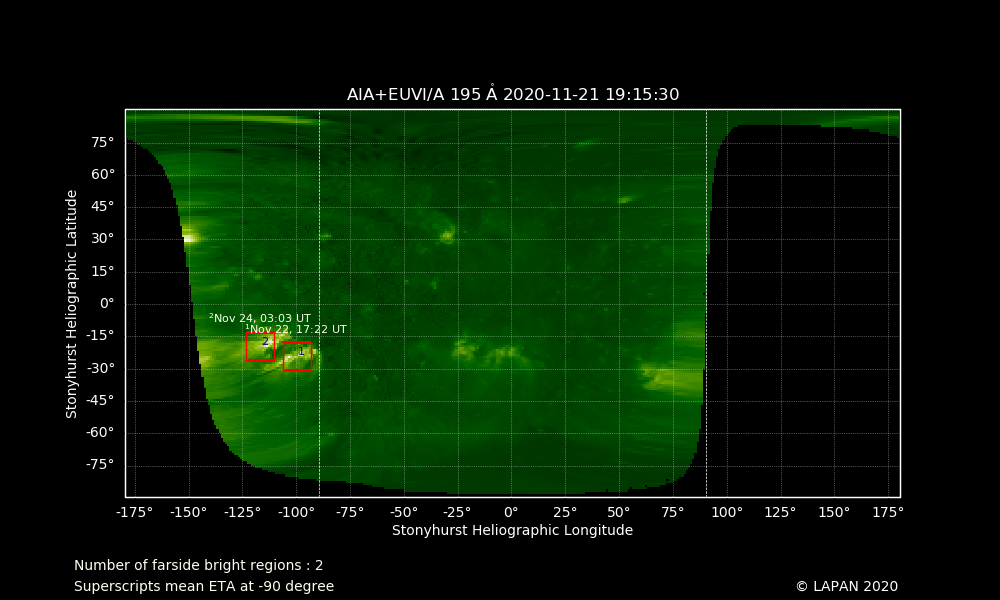 AIA+EUVI/A 195 Å 2020-11-21 19:15:30
Stonyhurst Heliographic Latitude
75°
60°
45°
30°
15°
0°
-15°
-30°
-45°
-60°
-75°
²Nov 24, 03:03 UT
¹Nov 22, 17:22 UT
2
1
-175° -150° -125° -100° -75° -50° -25° 0° 25° 50° 75° 100° 125° 150° 175°
Stonyhurst Heliographic Longitude
Number of farside bright regions : 2
Superscripts mean ETA at -90 degree
© LAPAN 2020